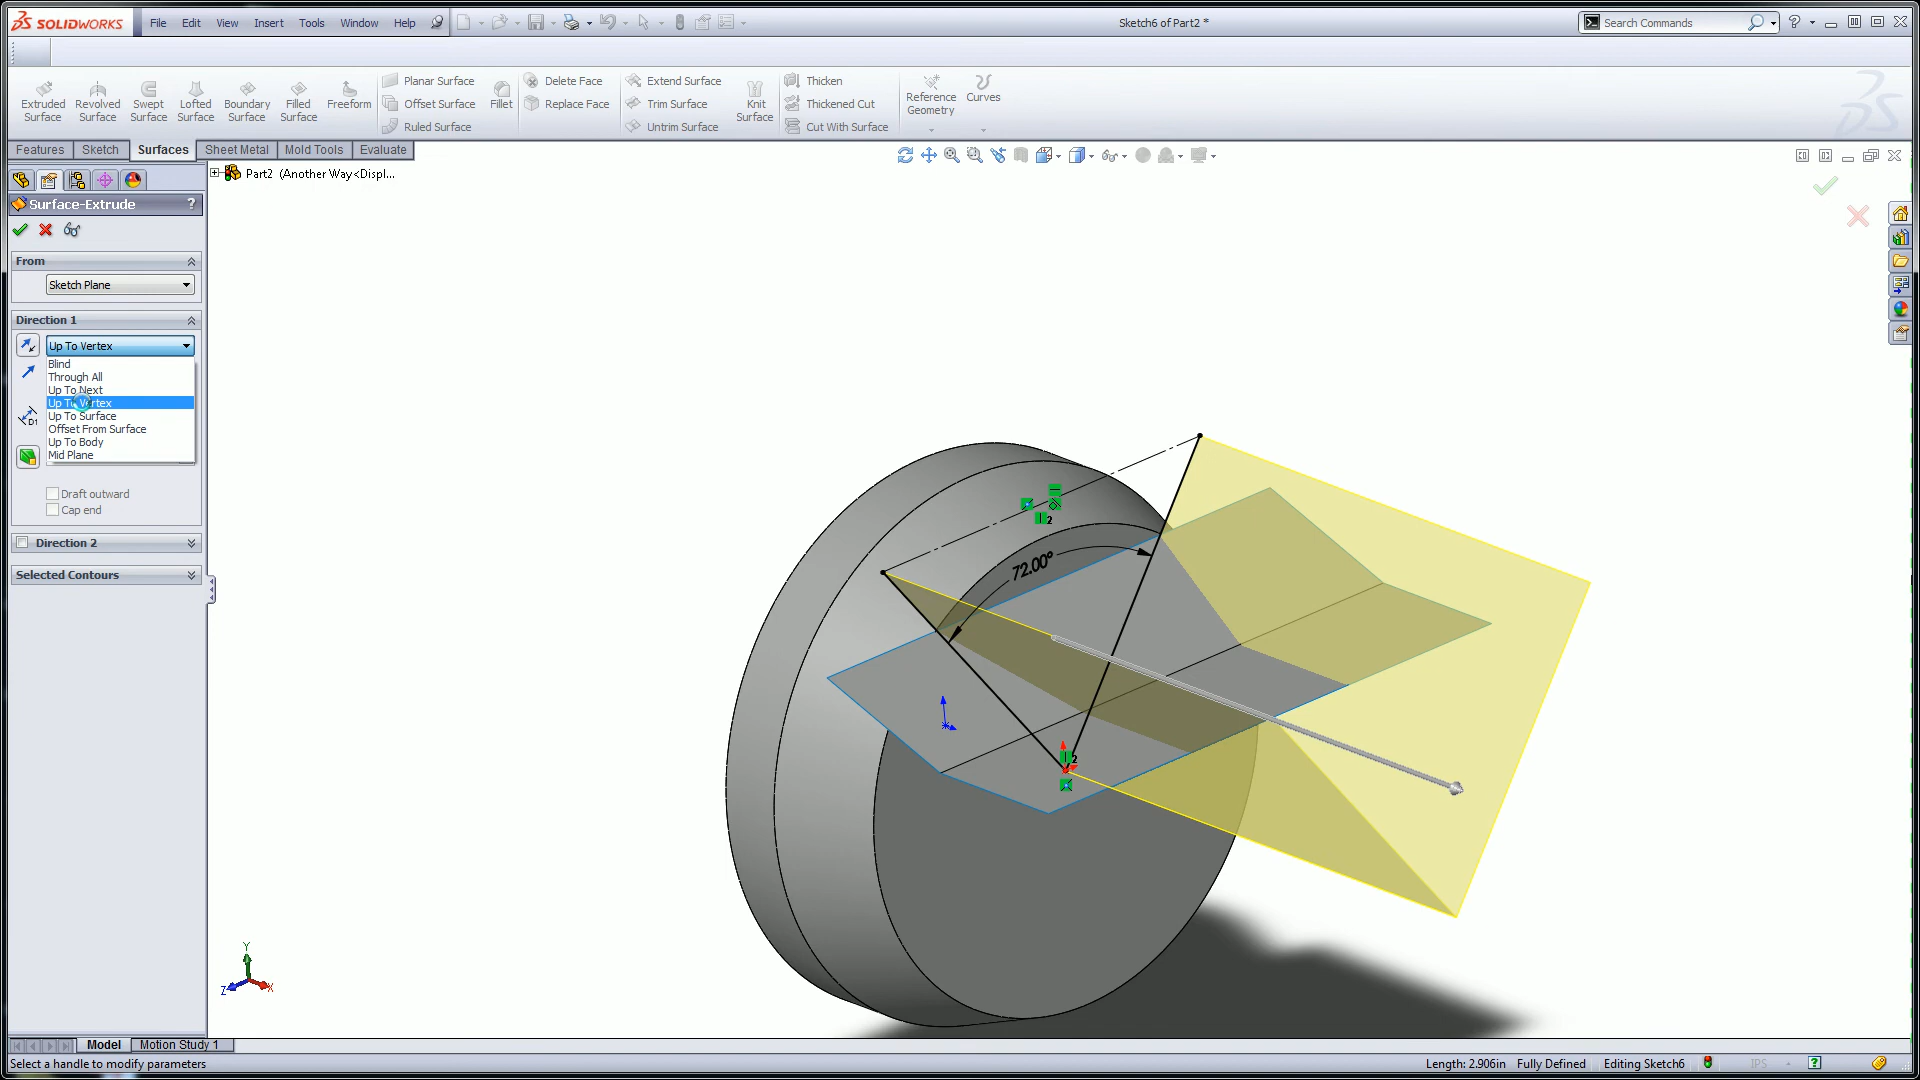 SOLIDWORKS File Edit View Insert Tools Window Help Sketch6 of Part2 * Search Commands ?
Extruded Surface Revolved Surface Swept Surface Lofted Surface Boundary Surface Filled Surface Freeform
Planar Surface
Offset Surface
Ruled Surface
Fillet
Delete Face
Replace Face
Extend Surface
Trim Surface
Untrim Surface
Knit Surface
Thicken
Thickened Cut
Cut With Surface
Reference Geometry
Curves
Features Sketch Surfaces Sheet Metal Mold Tools Evaluate
Part2 (Another Way<Displ...
Surface-Extrude ?
From
Sketch Plane
Direction 1
Up To Vertex
Blind
Through All
Up To Next
Up To Vertex
Up To Surface
Offset From Surface
Up To Body
Mid Plane
D1
Draft outward
Cap end
Direction 2
Selected Contours
72.00°
2
2
Y
Z X
Model Motion Study 1
Select a handle to modify parameters Length: 2.906in Fully Defined Editing Sketch6 IPS ?